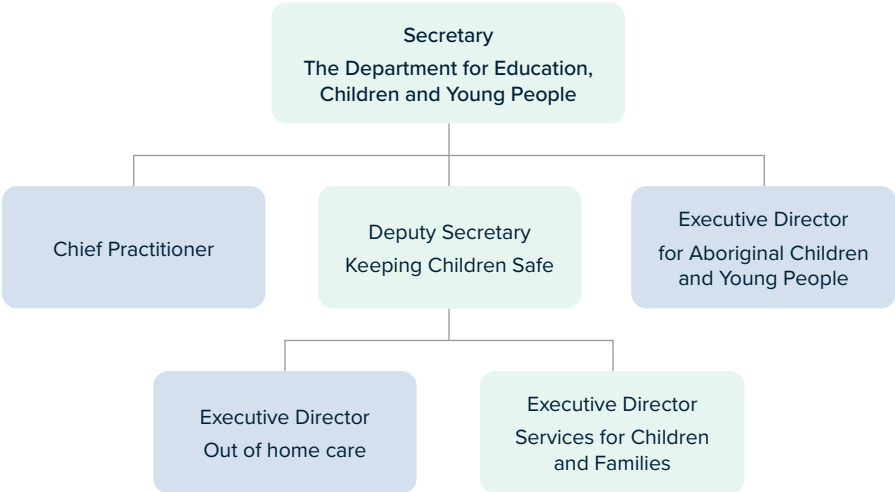 Secretary
The Department for Education,
Children and Young People
Chief Practitioner
Deputy Secretary
Keeping Children Safe
Executive Director
for Aboriginal Children
and Young People
Executive Director
Out of home care
Executive Director
Services for Children
and Families